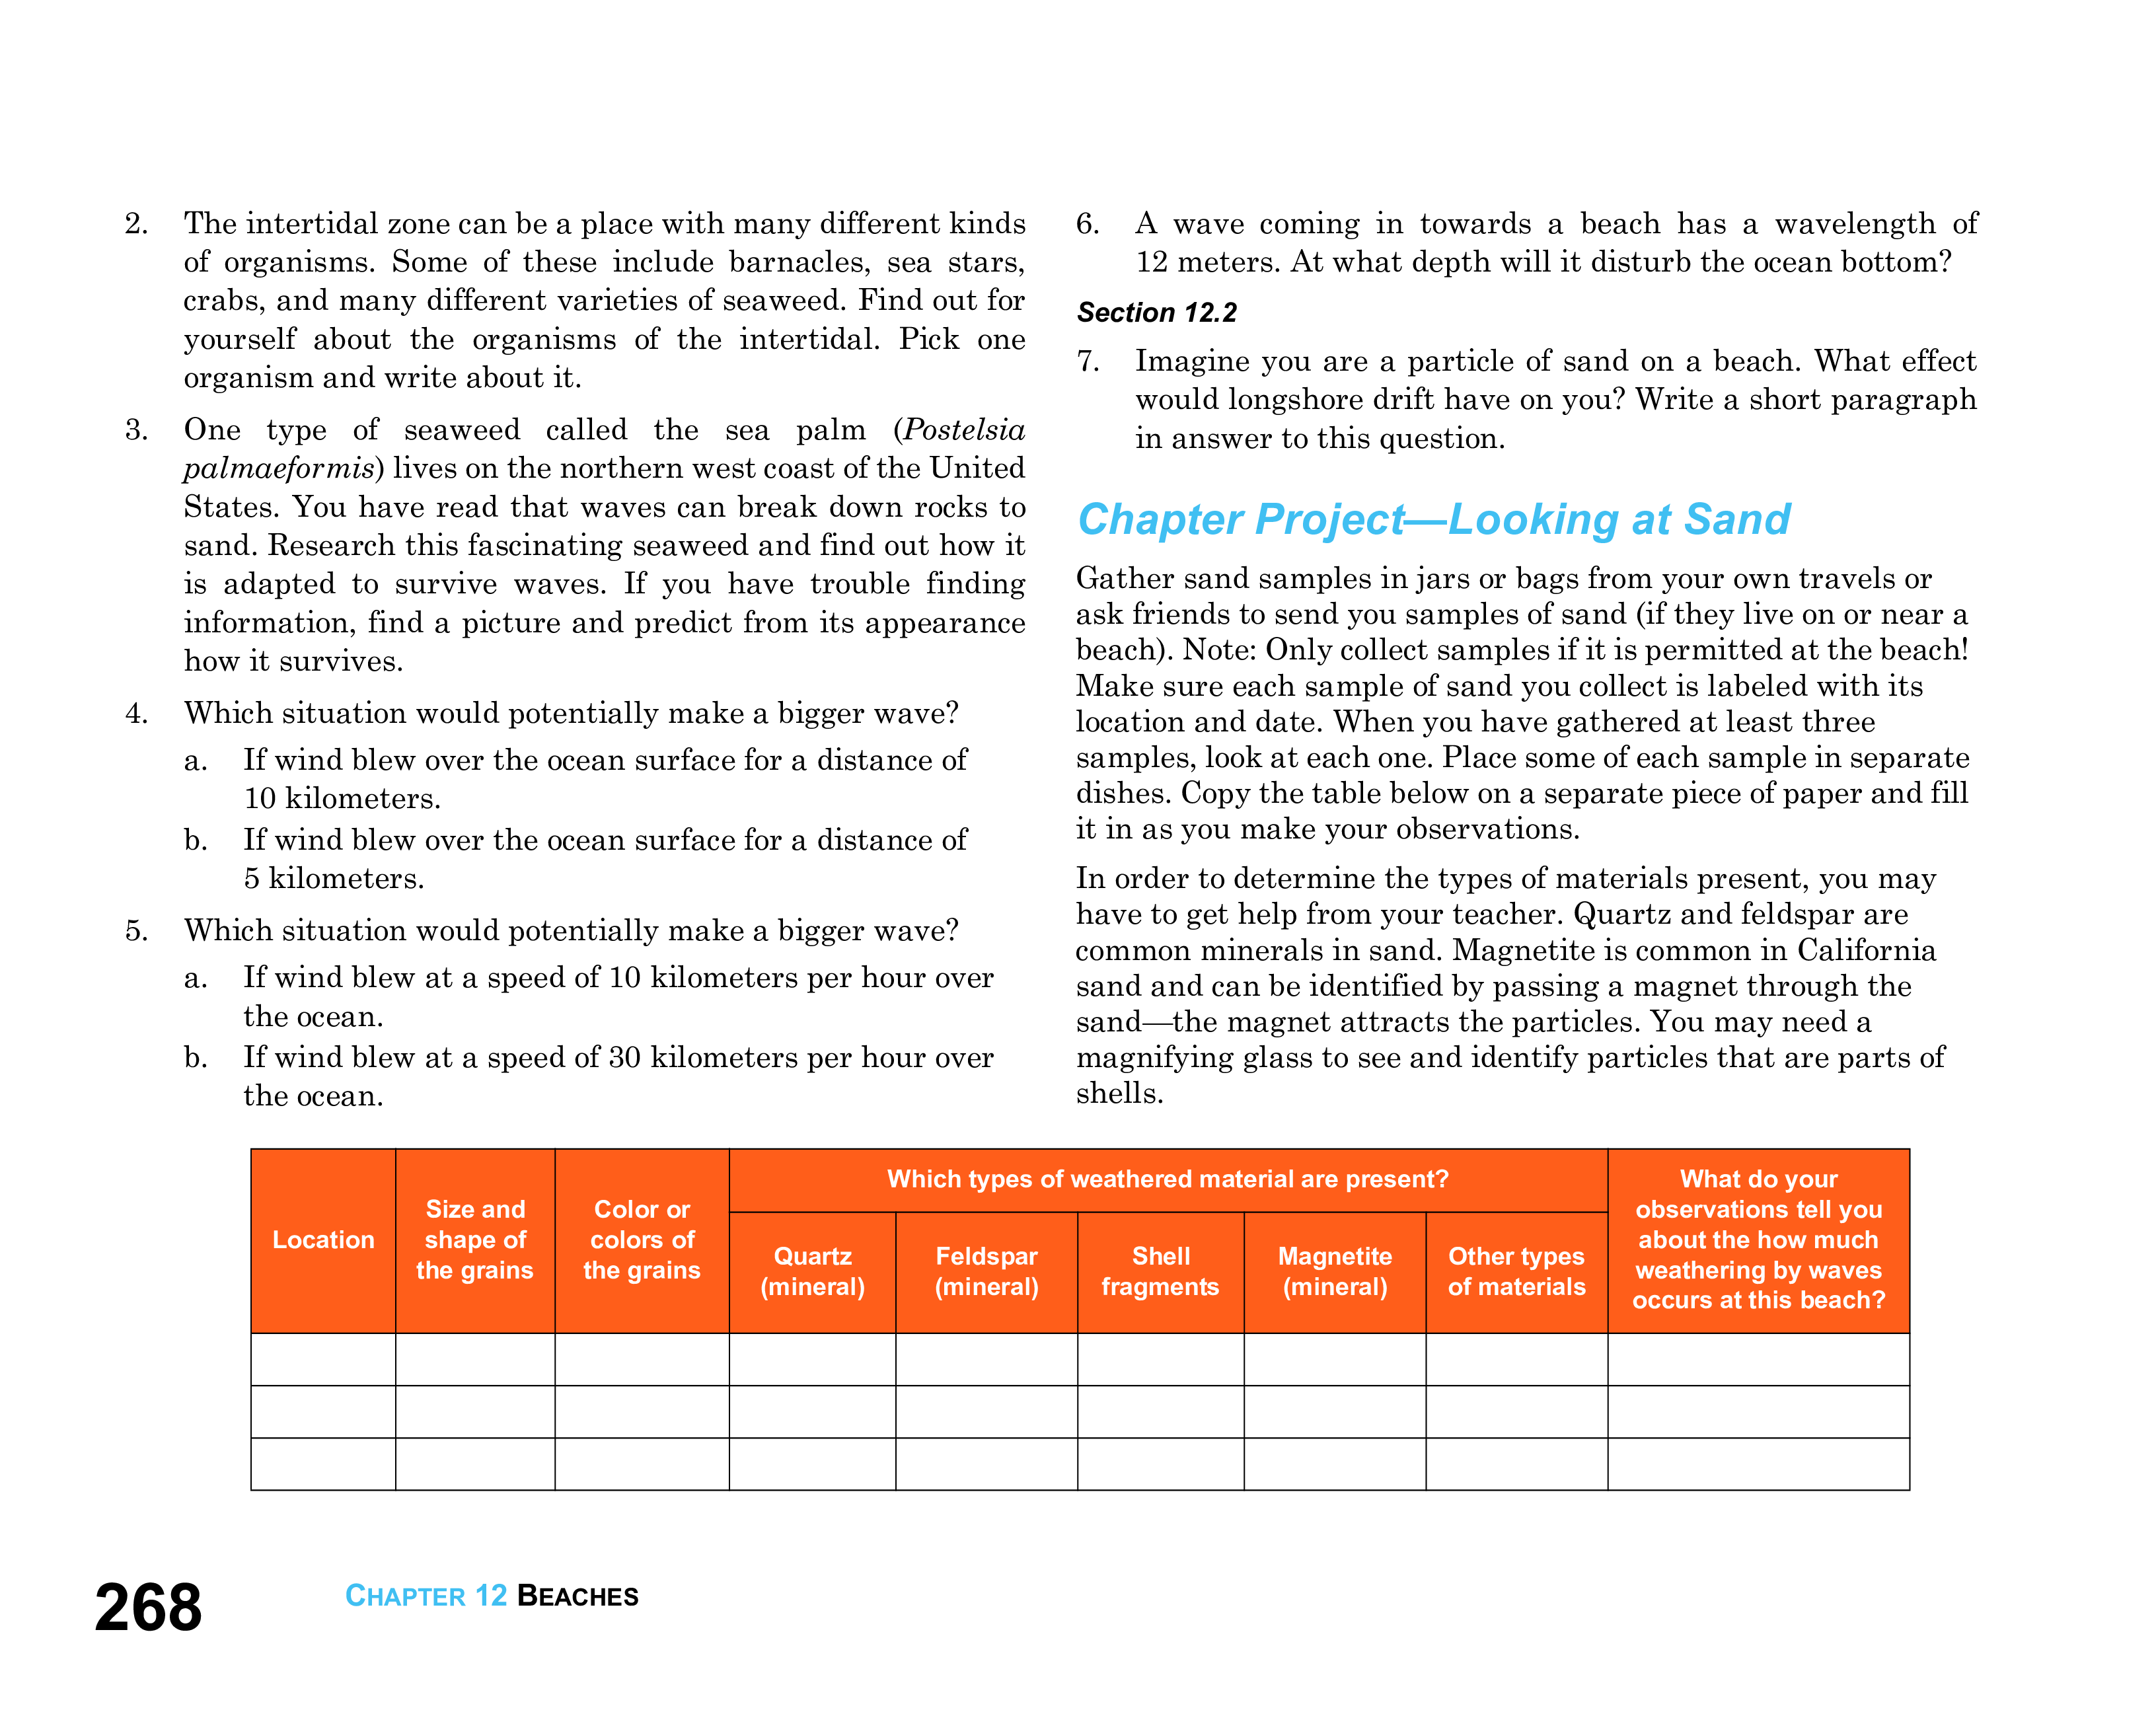 2. The intertidal zone can be a place with many different kinds
of organisms. Some of these include barnacles, sea stars,
crabs, and many different varieties of seaweed. Find out for
yourself about the organisms of the intertidal. Pick one
organism and write about it.
3. One type of seaweed called the sea palm (Postelsia
palmaeformis) lives on the northern west coast of the United
States. You have read that waves can break down rocks to
sand. Research this fascinating seaweed and find out how it
is adapted to survive waves. If you have trouble finding
information, find a picture and predict from its appearance
how it survives.
4. Which situation would potentially make a bigger wave?
a. If wind blew over the ocean surface for a distance of
10 kilometers.
b. If wind blew over the ocean surface for a distance of
5 kilometers.
5. Which situation would potentially make a bigger wave?
a. If wind blew at a speed of 10 kilometers per hour over
the ocean.
b. If wind blew at a speed of 30 kilometers per hour over
the ocean.
6. A wave coming in towards a beach has a wavelength of
12 meters. At what depth will it disturb the ocean bottom?
Section 12.2
7. Imagine you are a particle of sand on a beach. What effect
would longshore drift have on you? Write a short paragraph
in answer to this question.
Chapter Project—Looking at Sand
Gather sand samples in jars or bags from your own travels or
ask friends to send you samples of sand (if they live on or near a
beach). Note: Only collect samples if it is permitted at the beach!
Make sure each sample of sand you collect is labeled with its
location and date. When you have gathered at least three
samples, look at each one. Place some of each sample in separate
dishes. Copy the table below on a separate piece of paper and fill
it in as you make your observations.
In order to determine the types of materials present, you may
have to get help from your teacher. Quartz and feldspar are
common minerals in sand. Magnetite is common in California
sand and can be identified by passing a magnet through the
sand—the magnet attracts the particles. You may need a
magnifying glass to see and identify particles that are parts of
shells.
Location
Size and
shape of
the grains
Color or
colors of
the grains
Which types of weathered material are present?
Quartz
(mineral)
Feldspar
(mineral)
Shell
fragments
Magnetite
(mineral)
Other types
of materials
What do your
observations tell you
about the how much
weathering by waves
occurs at this beach?
268 CHAPTER 12 BEACHES